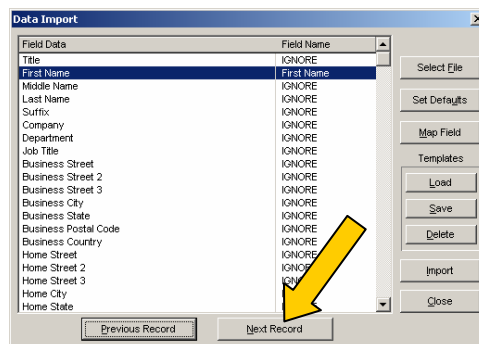 Data Import
Field Data Field Name
Title IGNORE
First Name First Name
Middle Name IGNORE
Last Name IGNORE
Suffix IGNORE
Company IGNORE
Department IGNORE
Job Title IGNORE
Business Street IGNORE
Business Street 2 IGNORE
Business Street 3 IGNORE
Business City IGNORE
Business State IGNORE
Business Postal Code IGNORE
Business Country IGNORE
Home Street IGNORE
Home Street 2 IGNORE
Home Street 3
Home City
Home State IGNORE
Select File
Set Defaults
Map Field
Templates
Load
Save
Delete
Import
Close
Previous Record Next Record